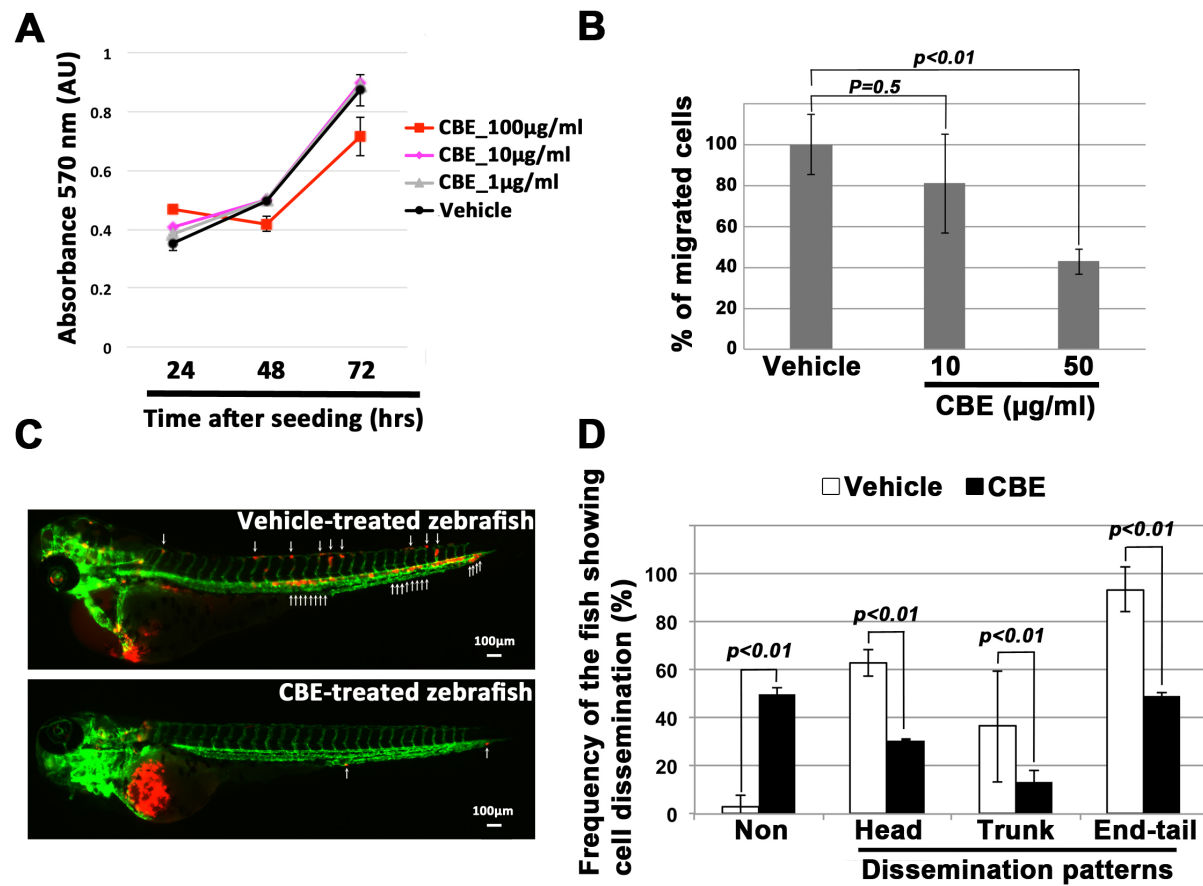 A
Absorbance 570 nm (AU)
1
0.8
0.6
0.4
0.2
0
24 48 72
Time after seeding (hrs)
CBE_100µg/ml
CBE_10µg/ml
CBE_1µg/ml
Vehicle
B
% of migrated cells
p<0.01
P=0.5
100
80
60
40
20
0
Vehicle 10 50
CBE (µg/ml)
C
Vehicle-treated zebrafish
100µm
CBE-treated zebrafish
100µm
D
Frequency of the fish showing
cell dissemination (%)
Vehicle CBE
100
80
60
40
20
0
p<0.01
p<0.01
p<0.01
p<0.01
Non Head Trunk End-tail
Dissemination patterns